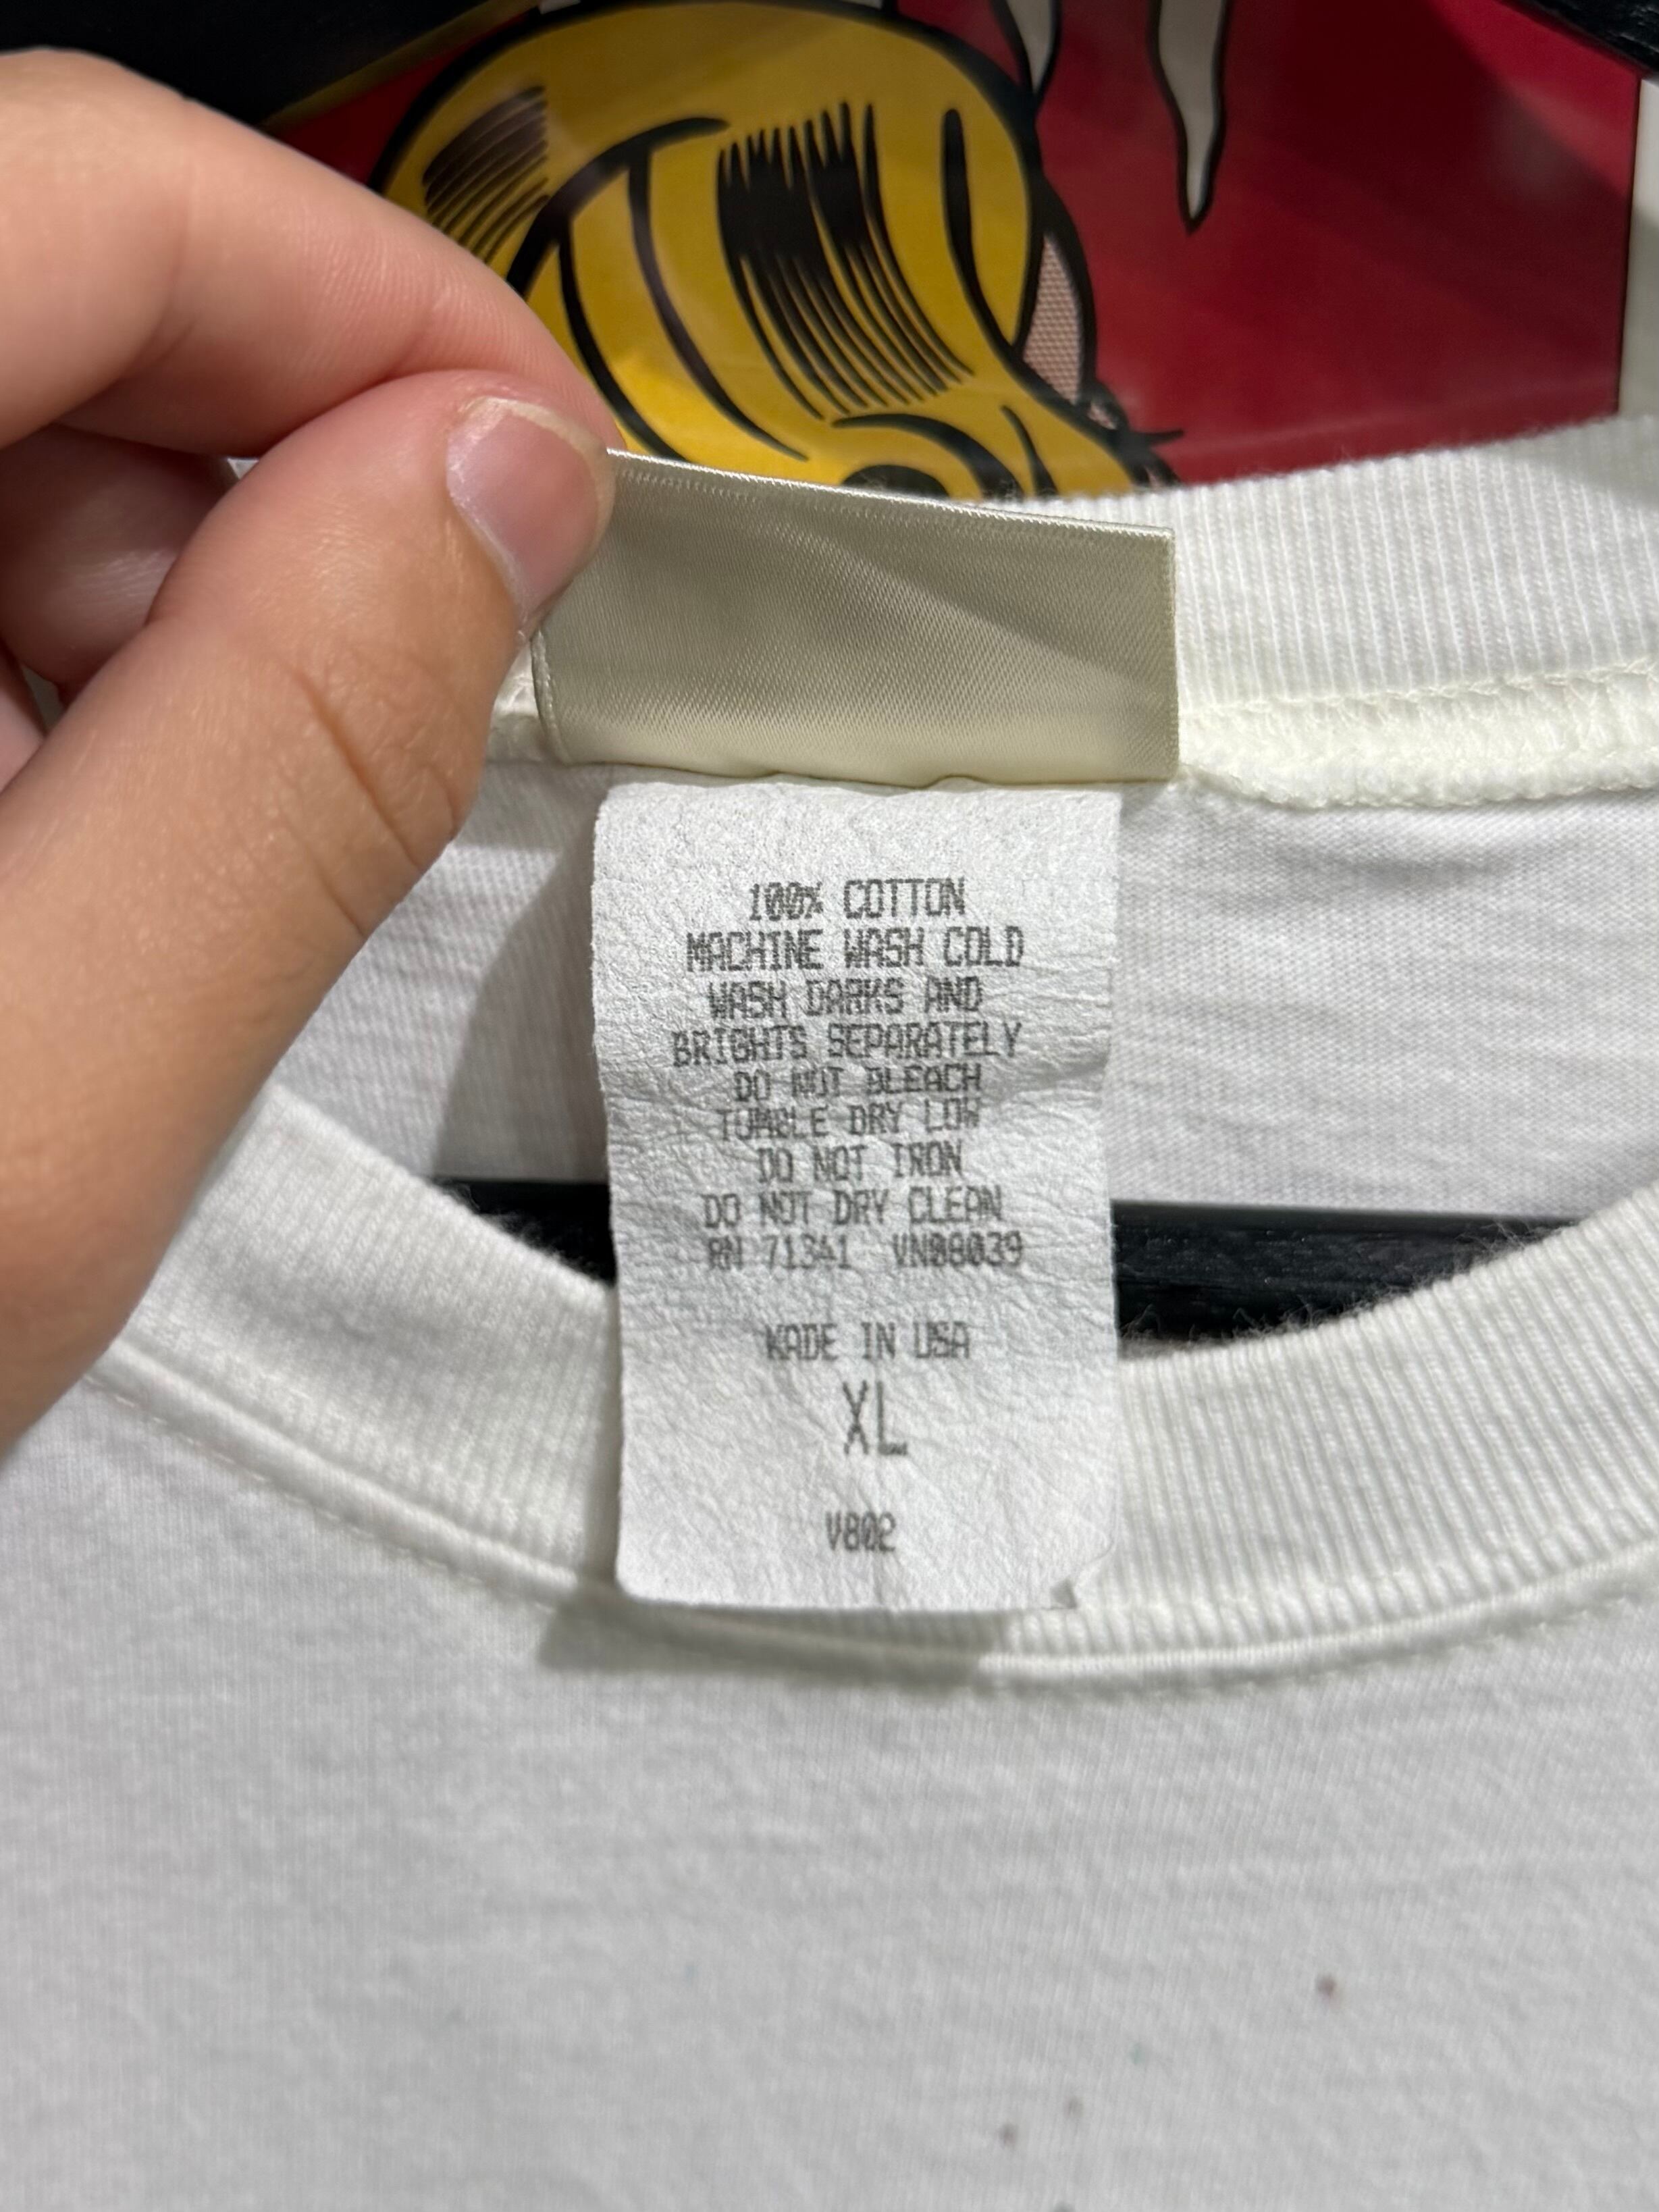 100% COTTON
MACHINE WASH COLD
WASH DARKS AND
BRIGHTS SEPARATELY
DO NOT BLEACH
TUMBLE DRY LOW
DO NOT IRON
DO NOT DRY CLEAN
RN 71341 VN08039
MADE IN USA
XL
V802